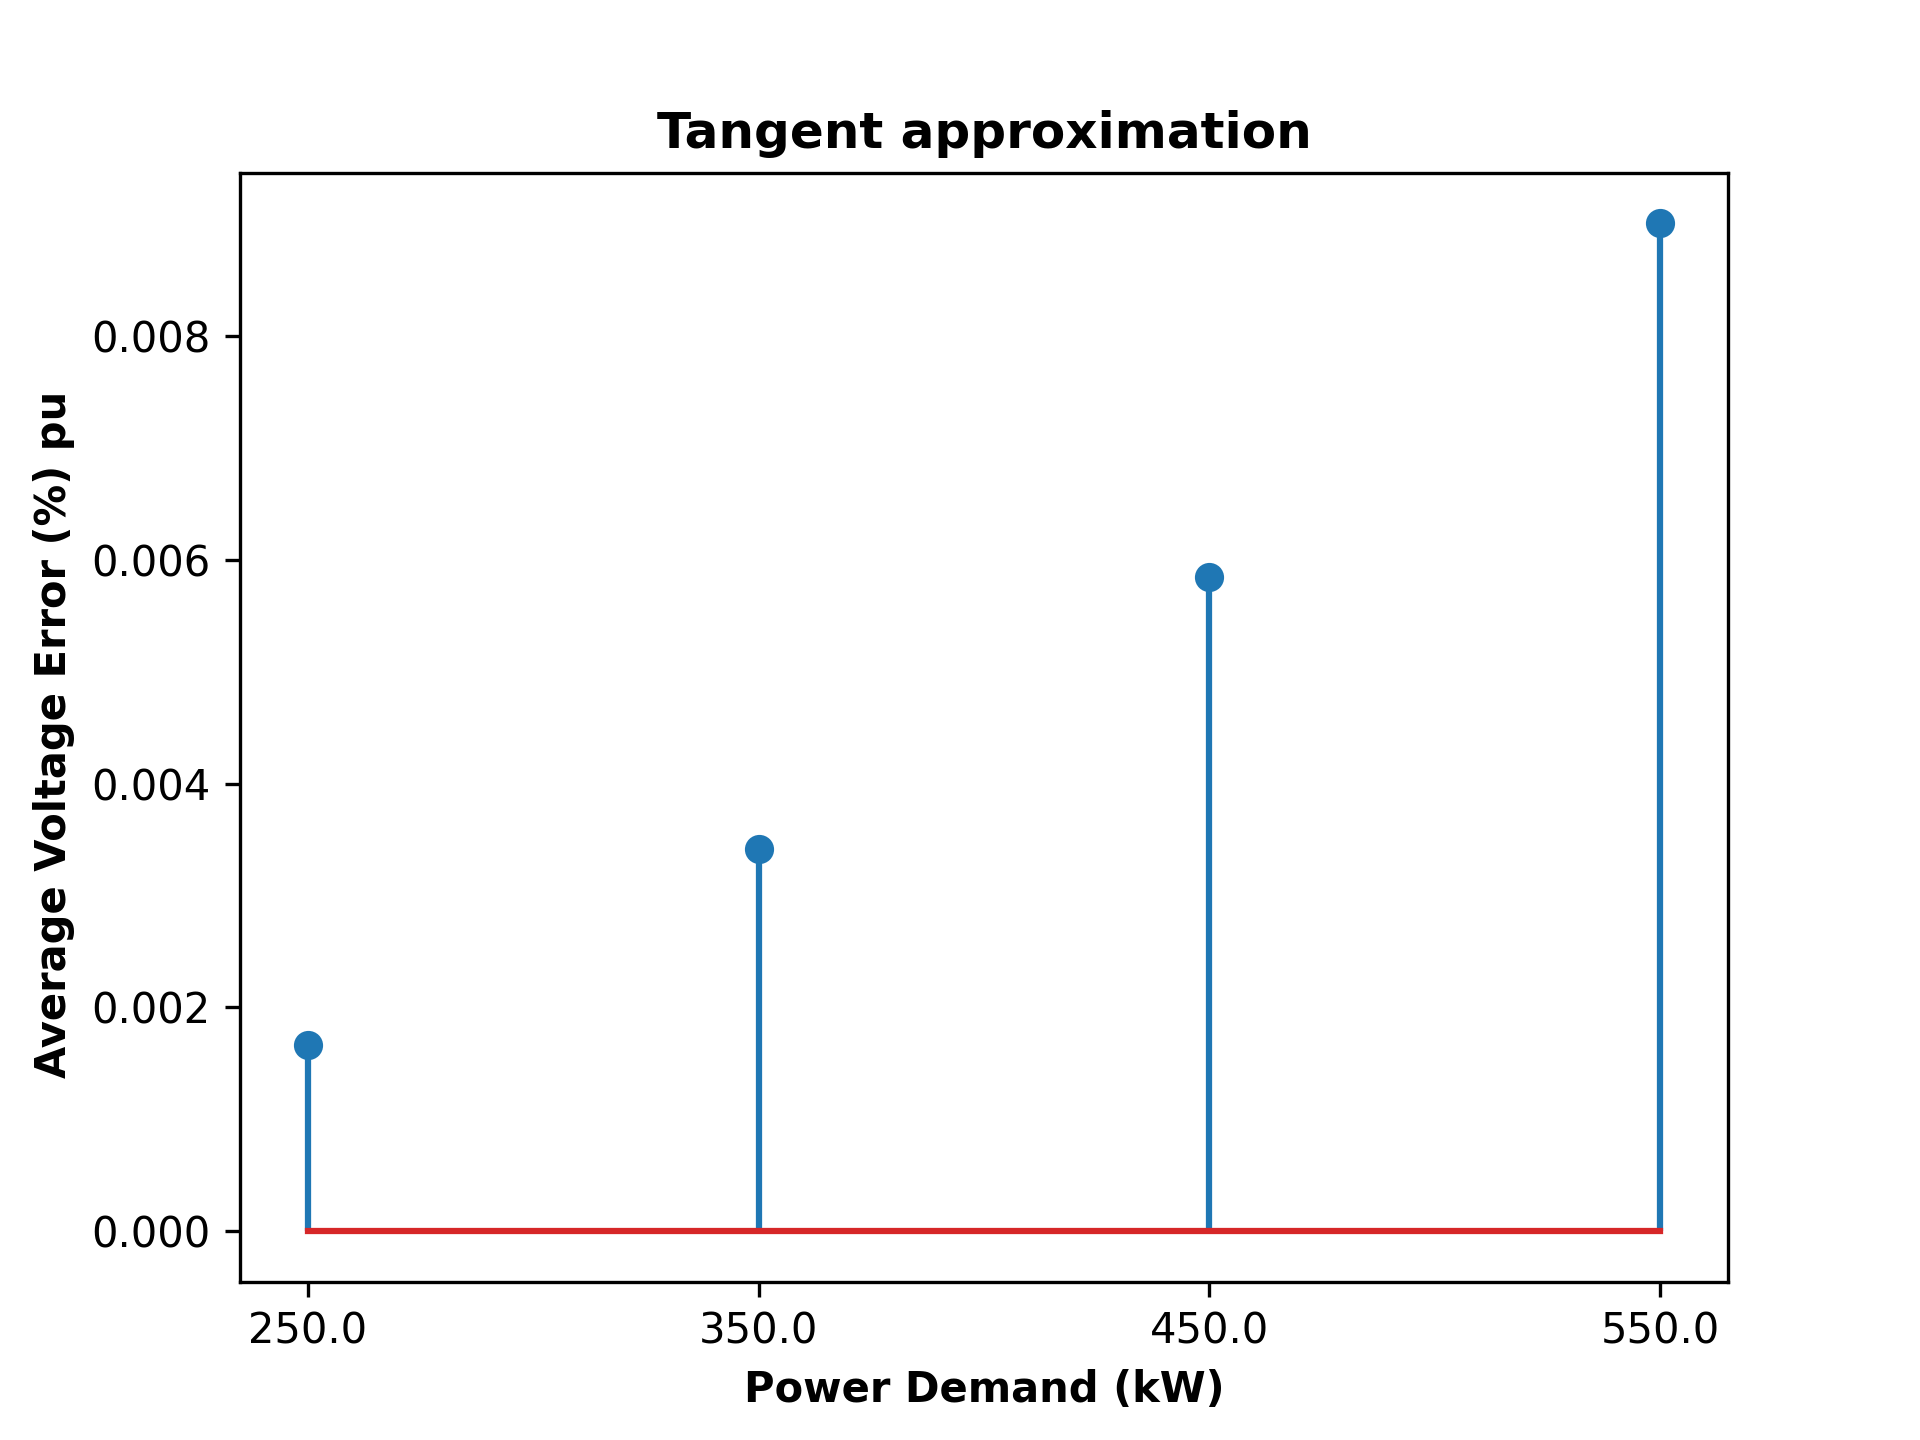 Tangent approximation
Average Voltage Error (%) pu
0.008
0.006
0.004
0.002
0.000
250.0 350.0 450.0 550.0
Power Demand (kW)